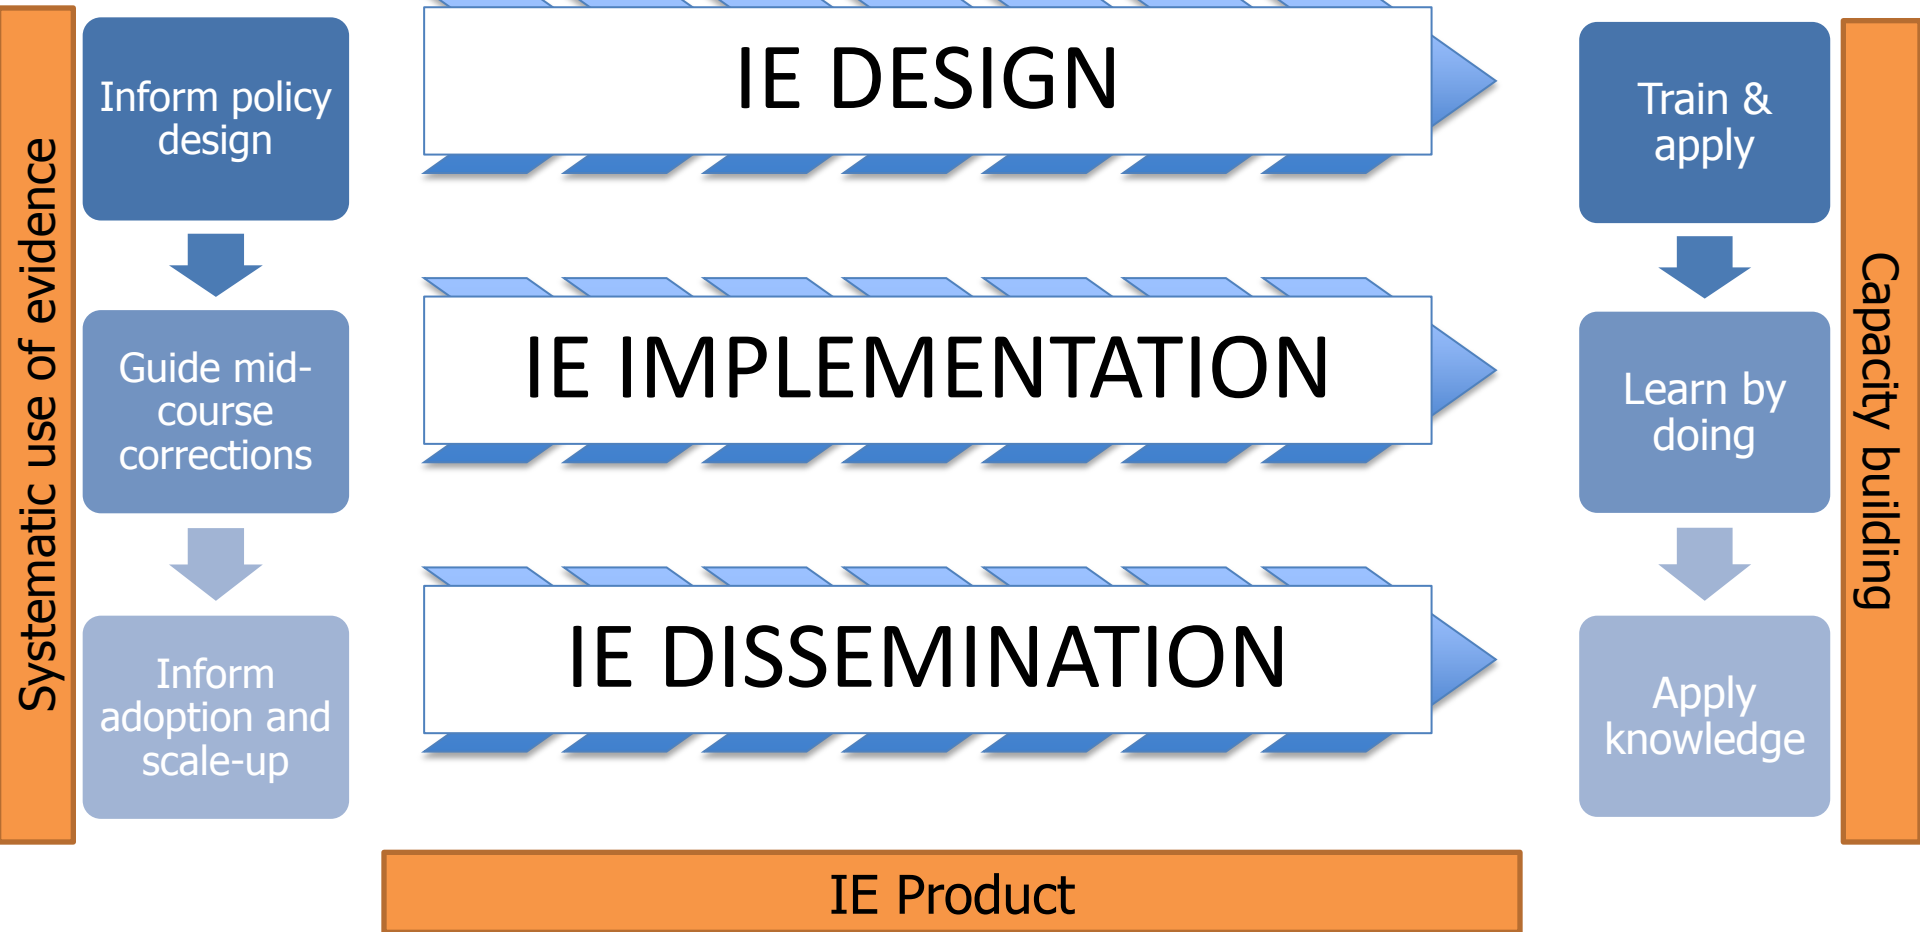 Systematic use of evidence
Inform policy
design
Guide mid-
course
corrections
Inform
adoption and
scale-up
IE DESIGN
IE IMPLEMENTATION
IE DISSEMINATION
Train &
apply
Learn by
doing
Apply
knowledge
Capacity building
IE Product